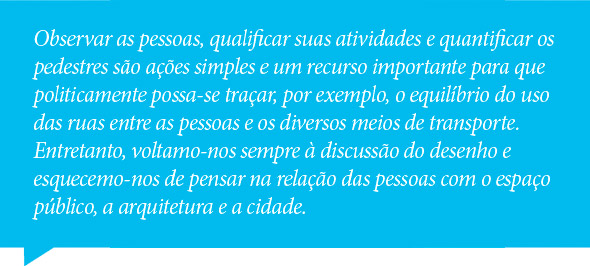 Observar as pessoas, qualificar suas atividades e quantificar os
pedestres são ações simples e um recurso importante para que
politicamente possa-se traçar, por exemplo, o equilíbrio do uso
das ruas entre as pessoas e os diversos meios de transporte.
Entretanto, voltamo-nos sempre à discussão do desenho e
esquecemo-nos de pensar na relação das pessoas com o espaço
público, a arquitetura e a cidade.